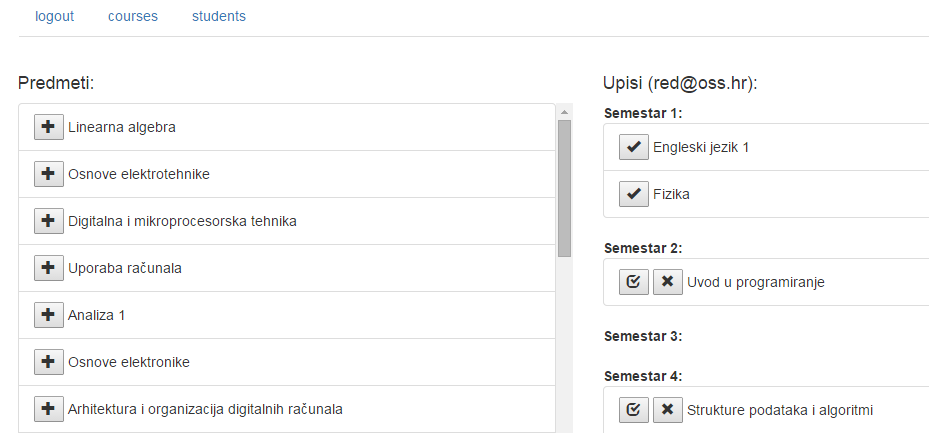 logout courses students
Predmeti:
Linearna algebra
Osnove elektrotehnike
Digitalna i mikroprocesorska tehnika
Uporaba računala
Analiza 1
Osnove elektronike
Arhitektura i organizacija digitalnih računala
Upisi (red@oss.hr):
Semestar 1:
Engleski jezik 1
Fizika
Semestar 2:
Uvod u programiranje
Semestar 3:
Semestar 4:
Strukture podataka i algoritmi